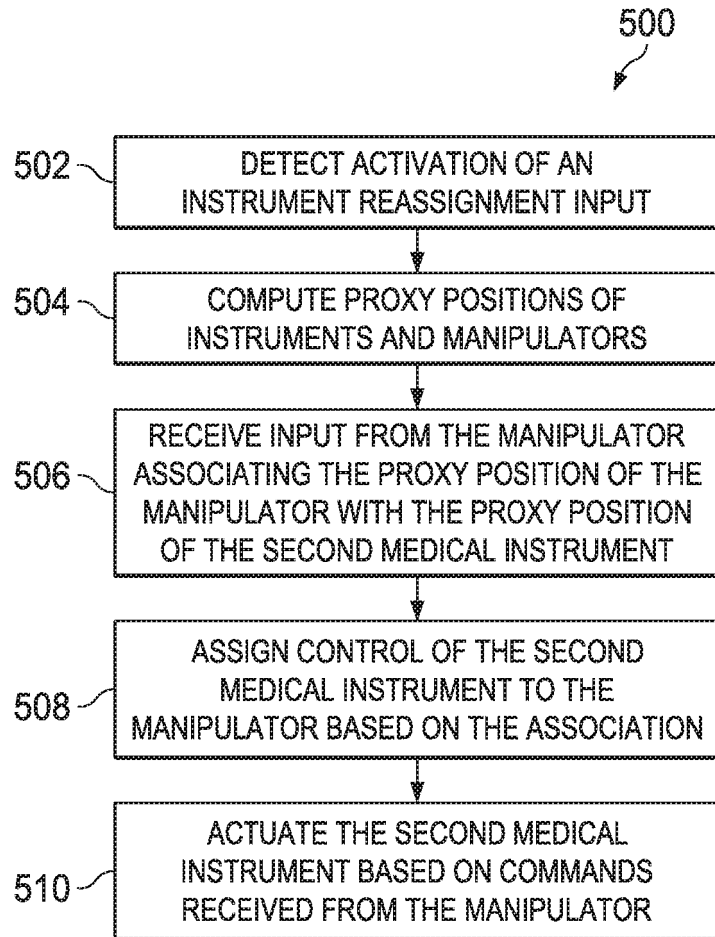 500
502
DETECT ACTIVATION OF AN
INSTRUMENT REASSIGNMENT INPUT
504
COMPUTE PROXY POSITIONS OF
INSTRUMENTS AND MANIPULATORS
506
RECEIVE INPUT FROM THE MANIPULATOR
ASSOCIATING THE PROXY POSITION OF THE
MANIPULATOR WITH THE PROXY POSITION
OF THE SECOND MEDICAL INSTRUMENT
508
ASSIGN CONTROL OF THE SECOND
MEDICAL INSTRUMENT TO THE
MANIPULATOR BASED ON THE ASSOCIATION
510
ACTUATE THE SECOND MEDICAL
INSTRUMENT BASED ON COMMANDS
RECEIVED FROM THE MANIPULATOR